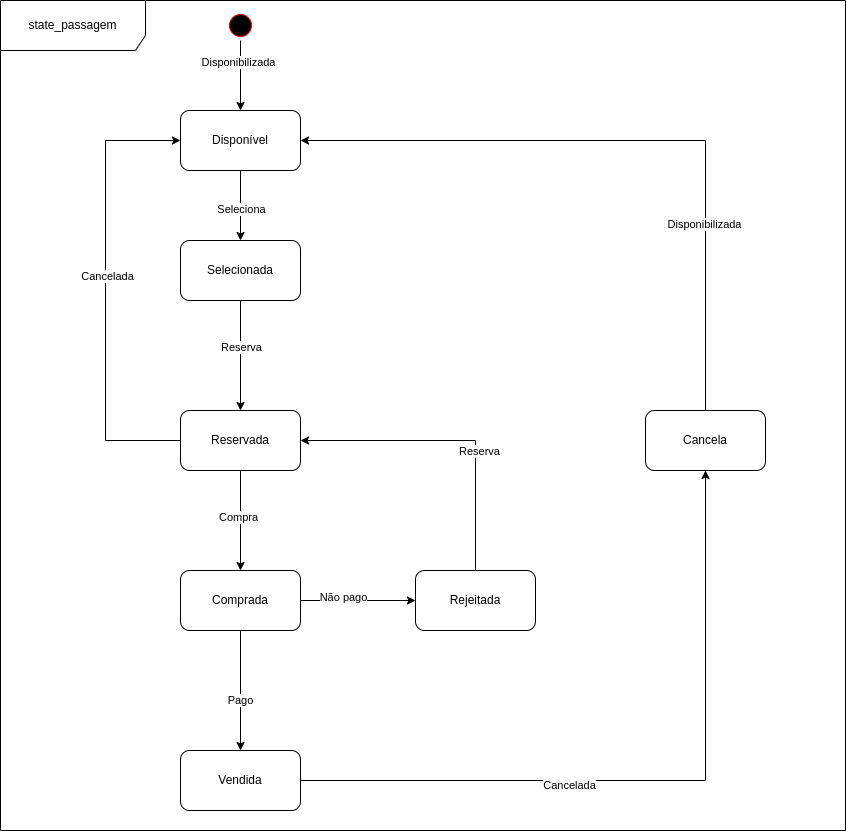 state_passagem
Disponibilizada
Disponível
Seleciona
Disponibilizada
Selecionada
Cancelada
Reserva
Reservada
Cancela
Reserva
Compra
Comprada
Não pago
Rejeitada
Pago
Vendida
Cancelada